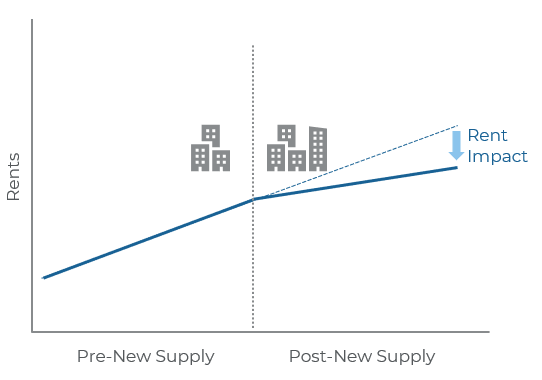 Rents
Rent
Impact
Pre-New Supply
Post-New Supply